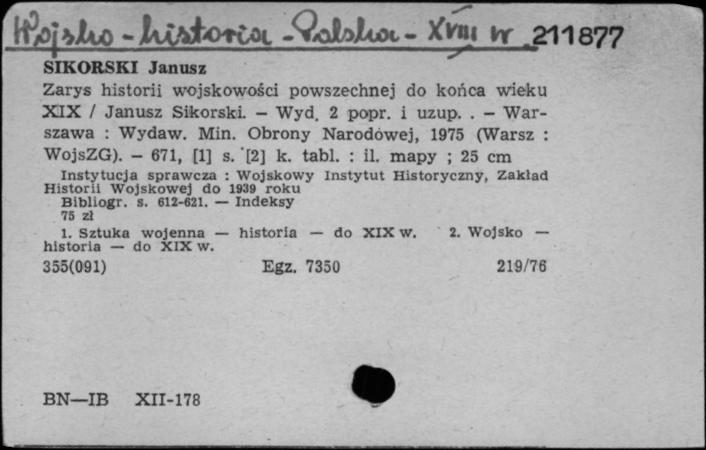 Wojsko - historia - Polska - XVIII w 211877
SIKORSKI Janusz
Zarys historii wojskowości powszechnej do końca wieku
XIX / Janusz Sikorski. — Wyd. 2 popr. i uzup. . — War-
szawa : Wydaw. Min. Obrony Narodowej, 1975 (Warsz :
WojsZG). — 671, [1] s. [2] k. tabl. : il. mapy ; 25 cm
Instytucja sprawcza : Wojskowy Instytut Historyczny, Zakład
Historii Wojskowej do 1939 roku
Bibliogr. s. 612-621. — Indeksy
75 zł
1. Sztuka wojenna — historia — do XIX w. 2. Wojsko —
historia — do XIX w.
355(091) Egz. 7350 219/76
BN—IB XII-178